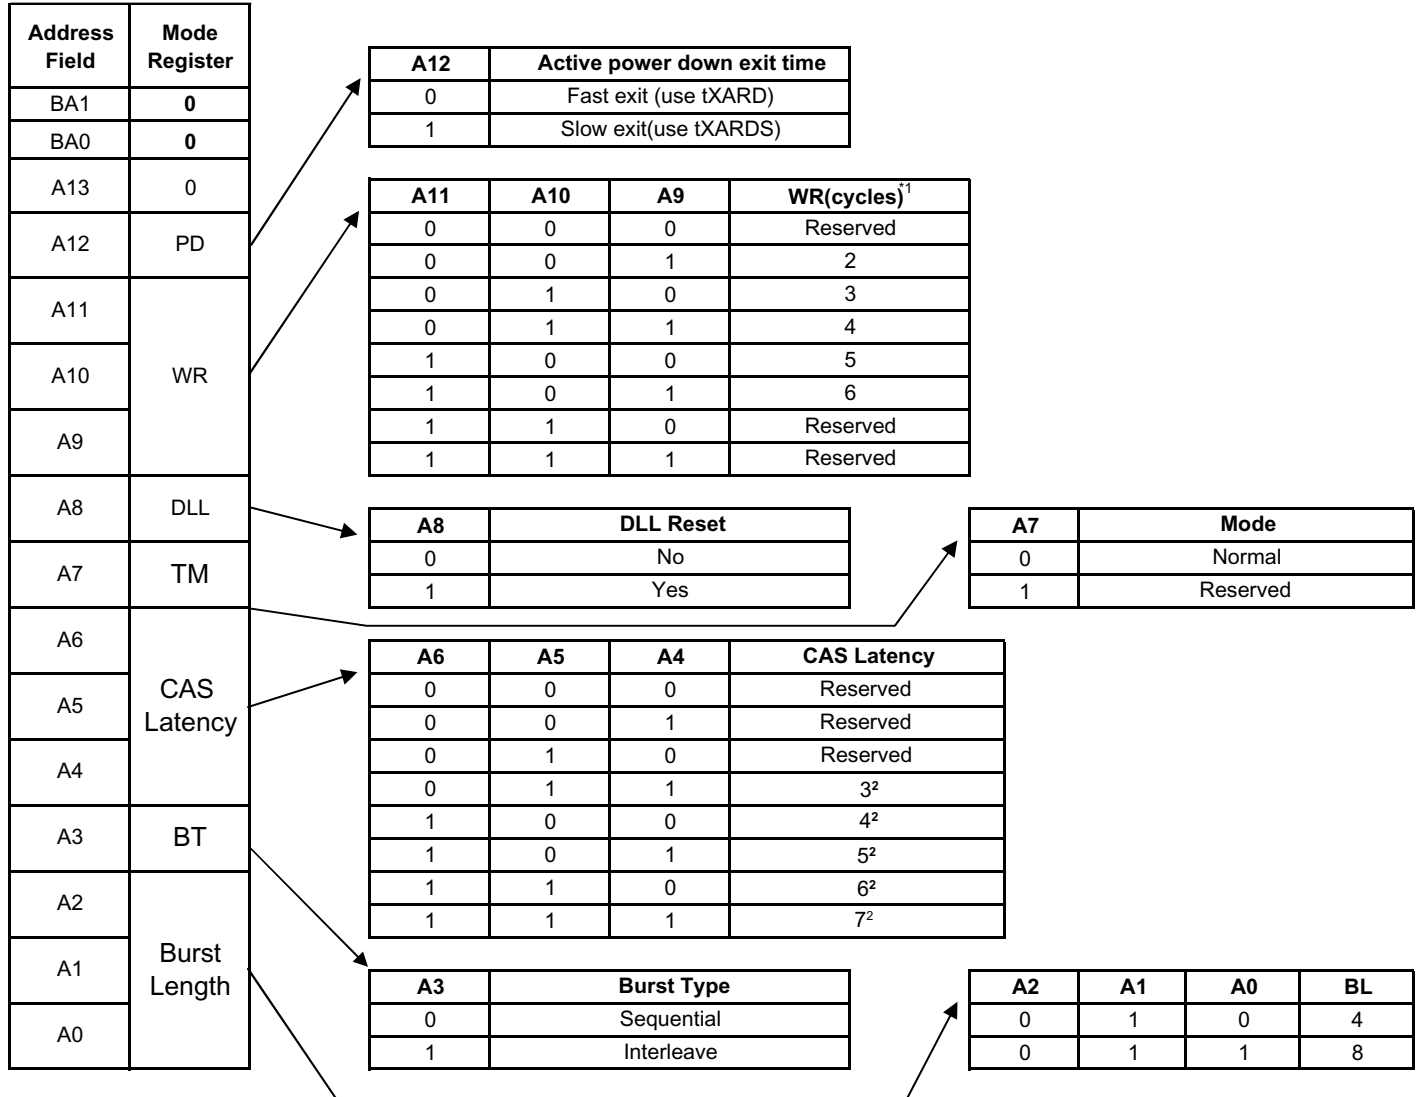 Address Field Mode Register
BA1 0
BA0 0
A13 0
A12 PD
A11
A10 WR
A9
A8 DLL
A7 TM
A6
A5 CAS Latency
A4
A3 BT
A2
A1 Burst Length
A0
A12 Active power down exit time
0 Fast exit (use tXARD)
1 Slow exit(use tXARDS)
A11 A10 A9 WR(cycles)*1
0 0 0 Reserved
0 0 1 2
0 1 0 3
0 1 1 4
1 0 0 5
1 0 1 6
1 1 0 Reserved
1 1 1 Reserved
A8 DLL Reset
0 No
1 Yes
A7 Mode
0 Normal
1 Reserved
A6 A5 A4 CAS Latency
0 0 0 Reserved
0 0 1 Reserved
0 1 0 Reserved
0 1 1 3²
1 0 0 4²
1 0 1 5²
1 1 0 6²
1 1 1 7²
A3 Burst Type
0 Sequential
1 Interleave
A2 A1 A0 BL
0 1 0 4
0 1 1 8